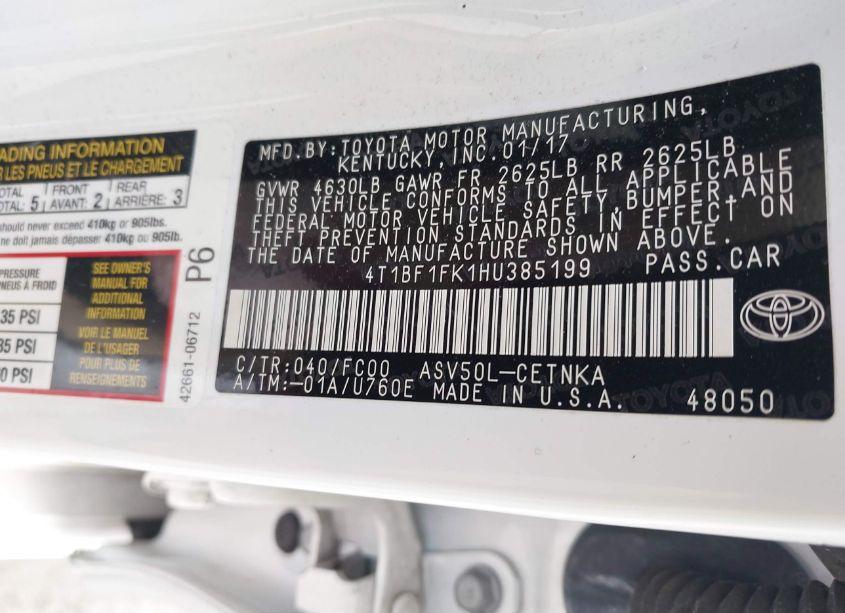 ADING INFORMATION
R LES PNEUS ET LE CHARGEMENT
TOTAL FRONT REAR
TAL: 5 AVANT: 2 ARRIÈRE: 3
should never exceed 410kg or 905lbs.
ne doit jamais dépasser 410kg ou 905lb.
PRESSURE
PNEUS À FROID
35 PSI
35 PSI
0 PSI
SEE OWNER'S
MANUAL FOR
ADDITIONAL
INFORMATION
VOIR LE MANUEL
DE L'USAGER
POUR PLUS DE
RENSEIGNEMENTS
P6
42661-06712
MFD.BY:TOYOTA MOTOR MANUFACTURING,
KENTUCKY,INC.01/17
GVWR 4630LB GAWR FR 2625LB RR 2625LB
THIS VEHICLE CONFORMS TO ALL APPLICABLE
FEDERAL MOTOR VEHICLE SAFETY,BUMPER,AND
THEFT PREVENTION STANDARDS IN EFFECT ON
THE DATE OF MANUFACTURE SHOWN ABOVE.
4T1BF1FK1HU385199 PASS.CAR
C/TR:040/FC00 ASV50L-CETNKA
A/TM:-01A/U760E MADE IN U.S.A. 48050